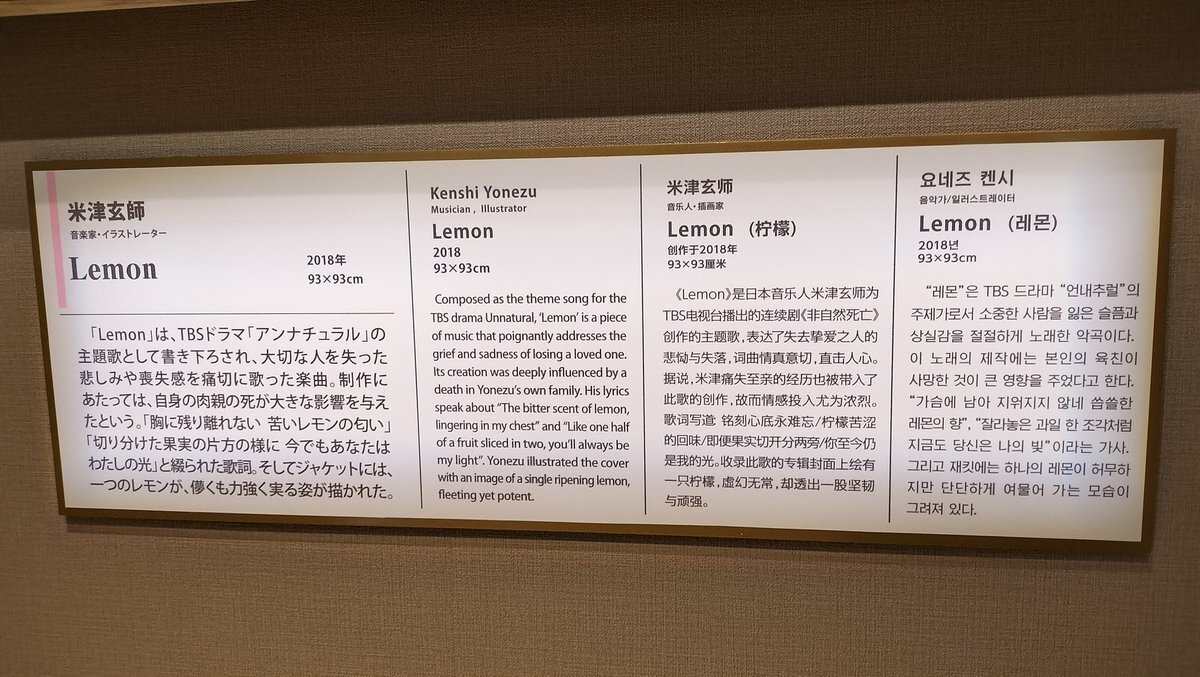 米津玄師
音楽家・イラストレーター
Lemon
2018年
93×93cm
「Lemon」は、TBSドラマ「アンナチュラル」の
主題歌として書き下ろされ、大切な人を失った
悲しみや喪失感を痛切に歌った楽曲。制作に
あたっては、自身の肉親の死が大きな影響を与え
たという。「胸に残り離れない 苦いレモンの匂い」
「切り分けた果実の片方の様に 今でもあなたは
わたしの光」と綴られた歌詞。そしてジャケットには、
一つのレモンが、儚くも力強く実る姿が描かれた。
Kenshi Yonezu
Musician , Illustrator
Lemon
2018
93×93cm
Composed as the theme song for the
TBS drama Unnatural, ‘Lemon’ is a piece
of music that poignantly addresses the
grief and sadness of losing a loved one.
Its creation was deeply influenced by a
death in Yonezu’s own family. His lyrics
speak about “The bitter scent of lemon,
lingering in my chest” and “Like one half
of a fruit sliced in two, you’ll always be
my light”. Yonezu illustrated the cover
with an image of a single ripening lemon,
fleeting yet potent.
米津玄师
音乐人・插画家
Lemon （柠檬）
创作于2018年
93×93厘米
《Lemon》是日本音乐人米津玄师为
TBS电视台播出的连续剧《非自然死亡》
创作的主题歌，表达了失去挚爱之人的
悲恸与失落，词曲情真意切，直击人心。
据说，米津痛失至亲的经历也被带入了
此歌的创作，故而情感投入尤为浓烈。
歌词写道 铭刻心底永难忘/柠檬苦涩
的回味/即便果实切开分两旁/你至今仍
是我的光。收录此歌的专辑封面上绘有
一只柠檬，虚幻无常，却透出一股坚韧
与顽强。
요네즈 켄시
음악가/일러스트레이터
Lemon （레몬）
2018년
93×93cm
“레몬”은 TBS 드라마 “언내추럴”의
주제가로서 소중한 사람을 잃은 슬픔과
상실감을 절절하게 노래한 악곡이다.
이 노래의 제작에는 본인의 육친이
사망한 것이 큰 영향을 주었다고 한다.
“가슴에 남아 지워지지 않네 씁쓸한
레몬의 향”, “잘라놓은 과일 한 조각처럼
지금도 당신은 나의 빛”이라는 가사.
그리고 재킷에는 하나의 레몬이 허무하
지만 단단하게 여물어 가는 모습이
그려져 있다.